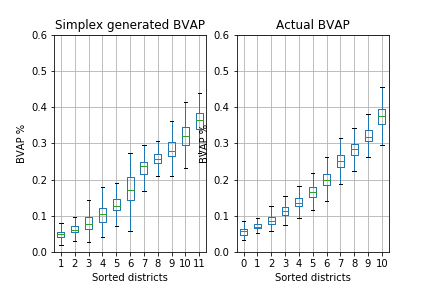 Simplex generated BVAP
BVAP %
0.6
0.5
0.4
0.3
0.2
0.1
0.0
1 2 3 4 5 6 7 8 9 10 11
Sorted districts
Actual BVAP
BVAP %
0.6
0.5
0.4
0.3
0.2
0.1
0.0
0 1 2 3 4 5 6 7 8 9 10
Sorted districts